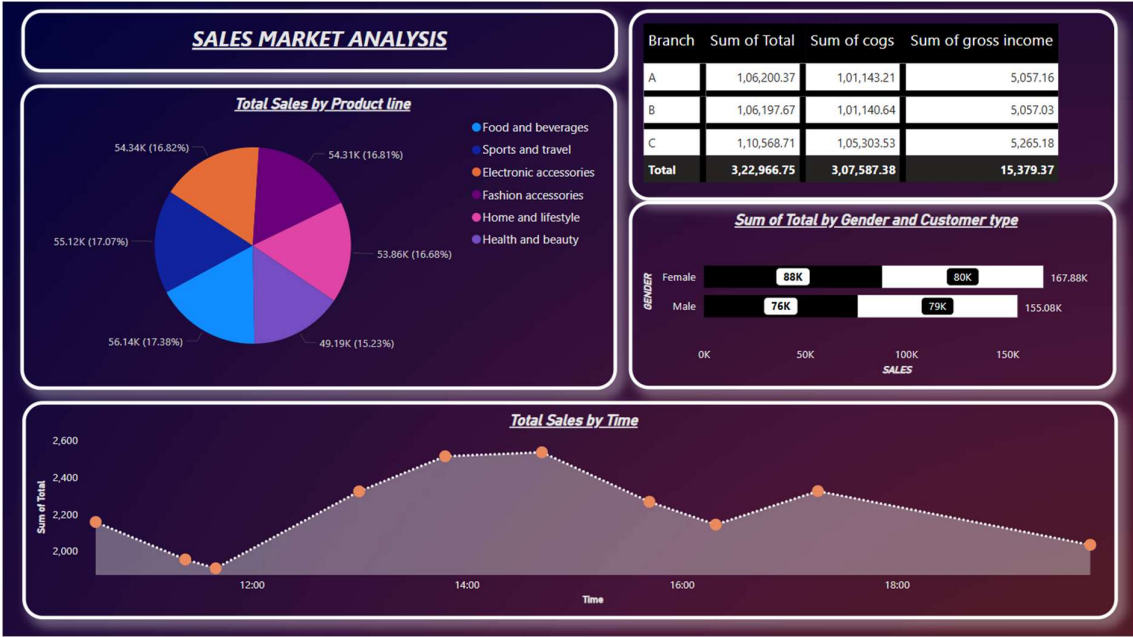 SALES MARKET ANALYSIS
Total Sales by Product line
54.34K (16.82%)
54.31K (16.81%)
55.12K (17.07%)
53.86K (16.68%)
56.14K (17.38%)
49.19K (15.23%)
Food and beverages
Sports and travel
Electronic accessories
Fashion accessories
Home and lifestyle
Health and beauty
Branch Sum of Total Sum of cogs Sum of gross income
A 1,06,200.37 1,01,143.21 5,057.16
B 1,06,197.67 1,01,140.64 5,057.03
C 1,10,568.71 1,05,303.53 5,265.18
Total 3,22,966.75 3,07,587.38 15,379.37
Sum of Total by Gender and Customer type
GENDER
Female 88K 80K 167.88K
Male 76K 79K 155.08K
0K 50K 100K 150K
SALES
Total Sales by Time
Sum of Total
2,600
2,400
2,200
2,000
12:00 14:00 16:00 18:00
Time